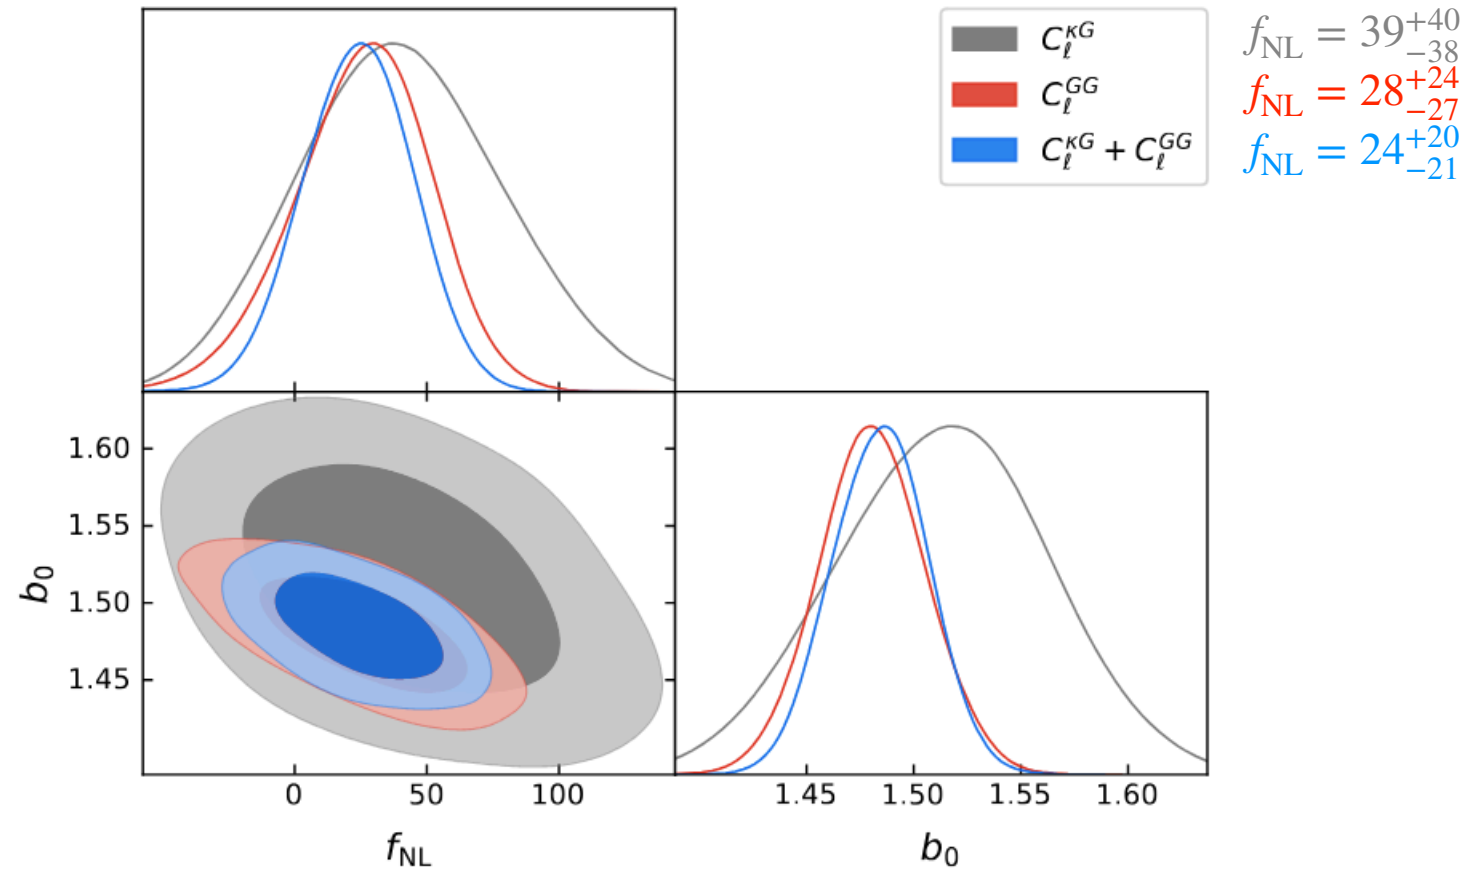 C_ℓ^{κG}
C_ℓ^{GG}
C_ℓ^{κG} + C_ℓ^{GG}
f_NL = 39^{+40}_{−38}
f_NL = 28^{+24}_{−27}
f_NL = 24^{+20}_{−21}
1.60
1.55
1.50
1.45
b_0
0 50 100
f_NL
1.45 1.50 1.55 1.60
b_0